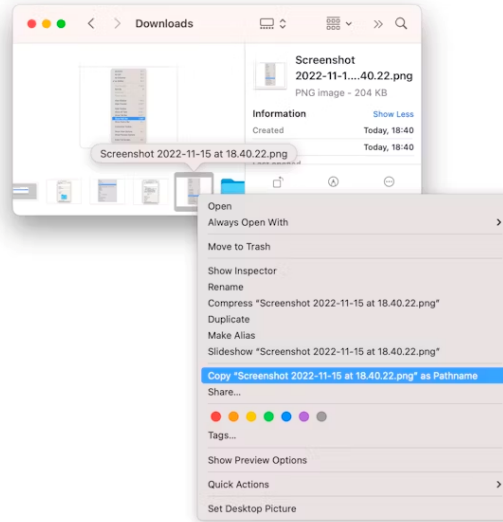 Downloads
Screenshot
2022-11-1....40.22.png
PNG image - 204 KB
Information
Show Less
Created
Today, 18:40
Today, 18:40
Screenshot 2022-11-15 at 18.40.22.png
Open
Always Open With
Move to Trash
Show Inspector
Rename
Compress “Screenshot 2022-11-15 at 18.40.22.png”
Duplicate
Make Alias
Slideshow “Screenshot 2022-11-15 at 18.40.22.png”
Copy “Screenshot 2022-11-15 at 18.40.22.png” as Pathname
Share...
Tags...
Show Preview Options
Quick Actions
Set Desktop Picture